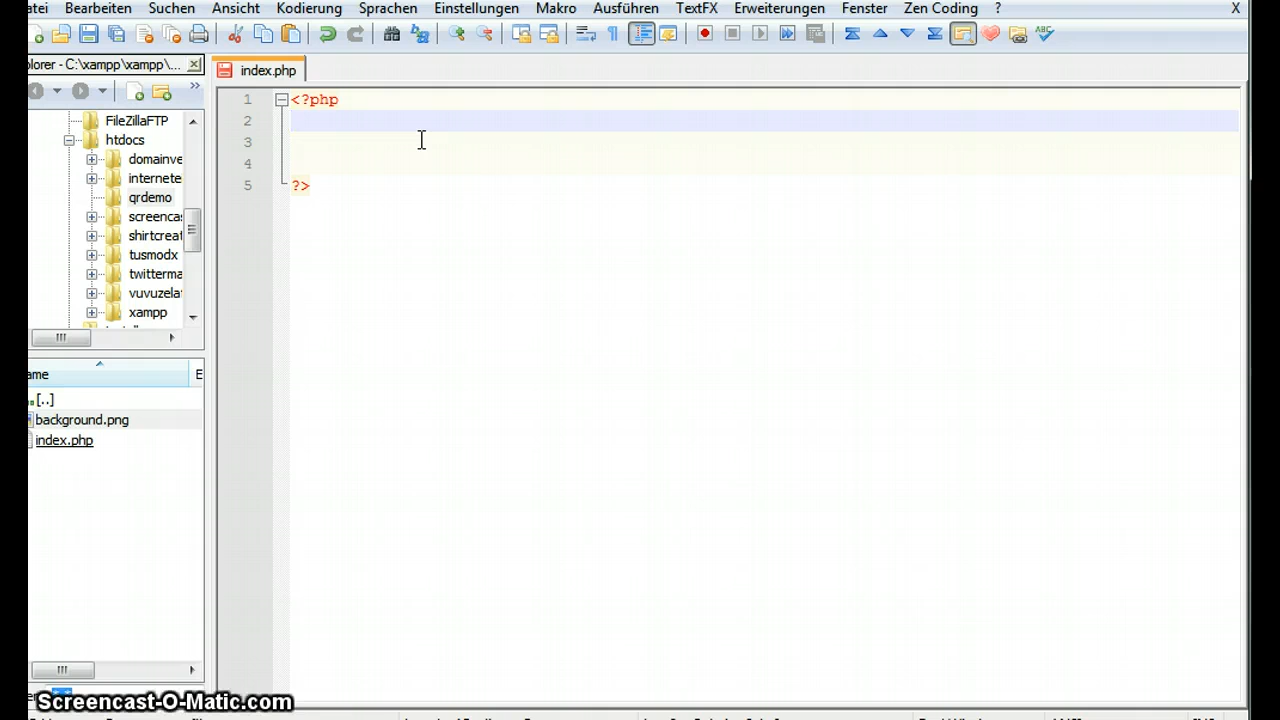 atei Bearbeiten Suchen Ansicht Kodierung Sprachen Einstellungen Makro Ausführen TextFX Erweiterungen Fenster Zen Coding ? X
plorer - C:\xampp\xampp\...
index.php
FileZillaFTP
htdocs
domainve
internete
qrdemo
screencas
shirtcreat
tusmodx
twitterma
vuvuzela
xampp
ame E
[..]
background.png
index.php
1 <?php
2
3
4
5 ?>
Screencast-O-Matic.com